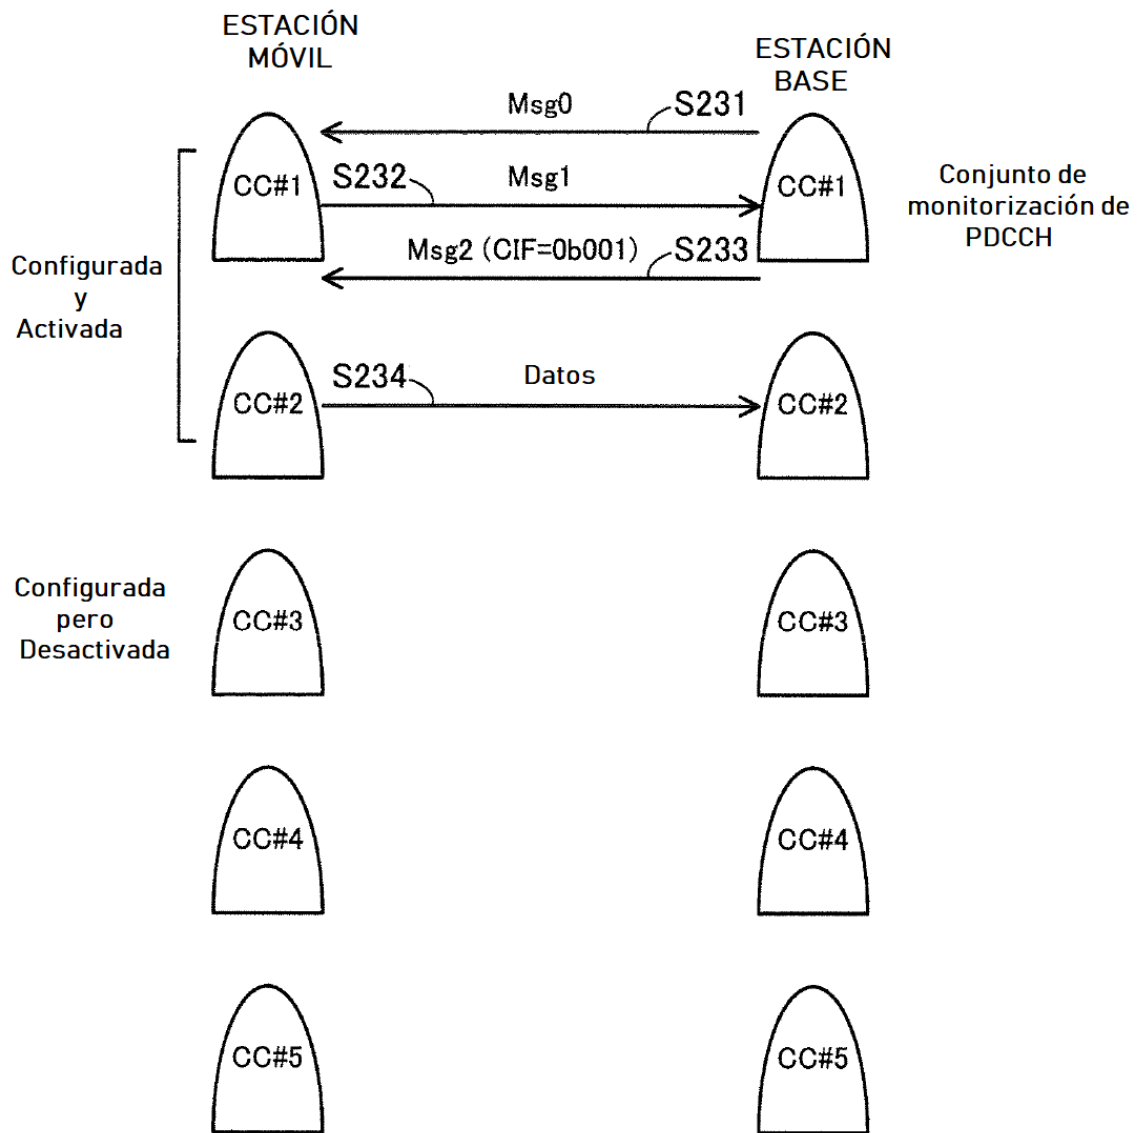 ESTACIÓN
MÓVIL
ESTACIÓN
BASE
Msg0
S231
CC#1
S232
Msg1
CC#1
Conjunto de
monitorización de
PDCCH
Msg2 (CIF=0b001)
S233
Configurada
y
Activada
CC#2
S234
Datos
CC#2
Configurada
pero
Desactivada
CC#3
CC#3
CC#4
CC#4
CC#5
CC#5